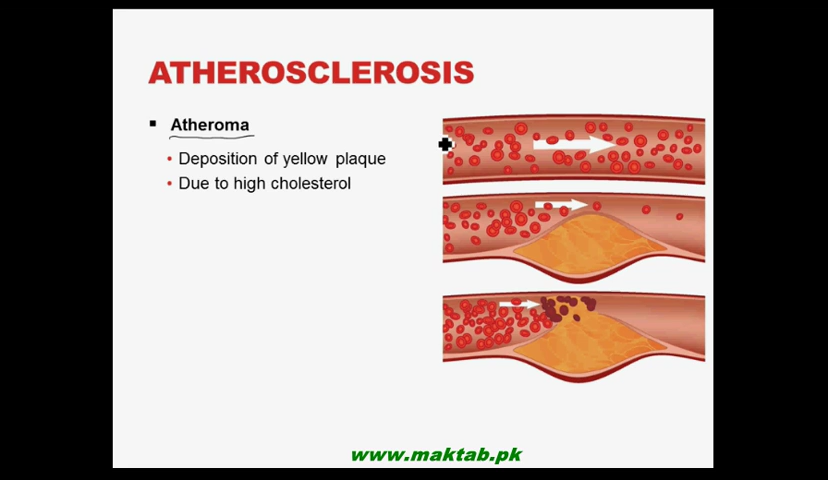 ATHEROSCLEROSIS
▪ Atheroma
• Deposition of yellow plaque
• Due to high cholesterol
www.maktab.pk